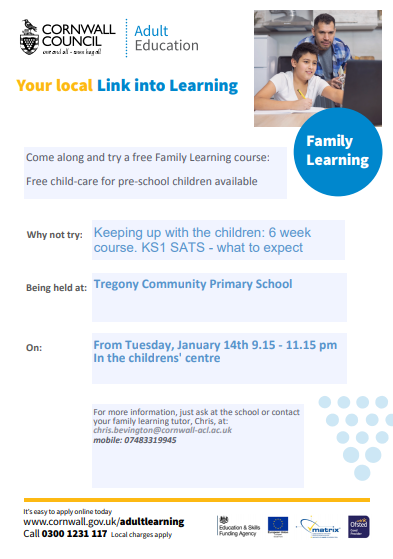 CORNWALL
COUNCIL
onen hag oll - one and all
Adult
Education
Your local Link into Learning
Family
Learning
Come along and try a free Family Learning course:
Free child-care for pre-school children available
Why not try:
Keeping up with the children: 6 week
course. KS1 SATS - what to expect
Being held at:
Tregony Community Primary School
On:
From Tuesday, January 14th 9.15 - 11.15 pm
In the childrens' centre
For more information, just ask at the school or contact
your family learning tutor, Chris, at:
chris.bevington@cornwall-acl.ac.uk
mobile: 07483319945
It's easy to apply online today
www.cornwall.gov.uk/adultlearning
Call 0300 1231 117 Local charges apply
Education & Skills
Funding Agency
matrix
Ofsted